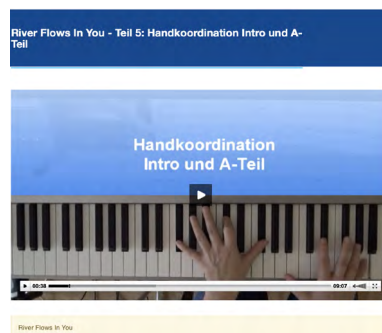 River Flows In You - Teil 5: Handkoordination Intro und A-
Teil
Handkoordination
Intro und A-Teil
00:38
09:07
River Flows In You